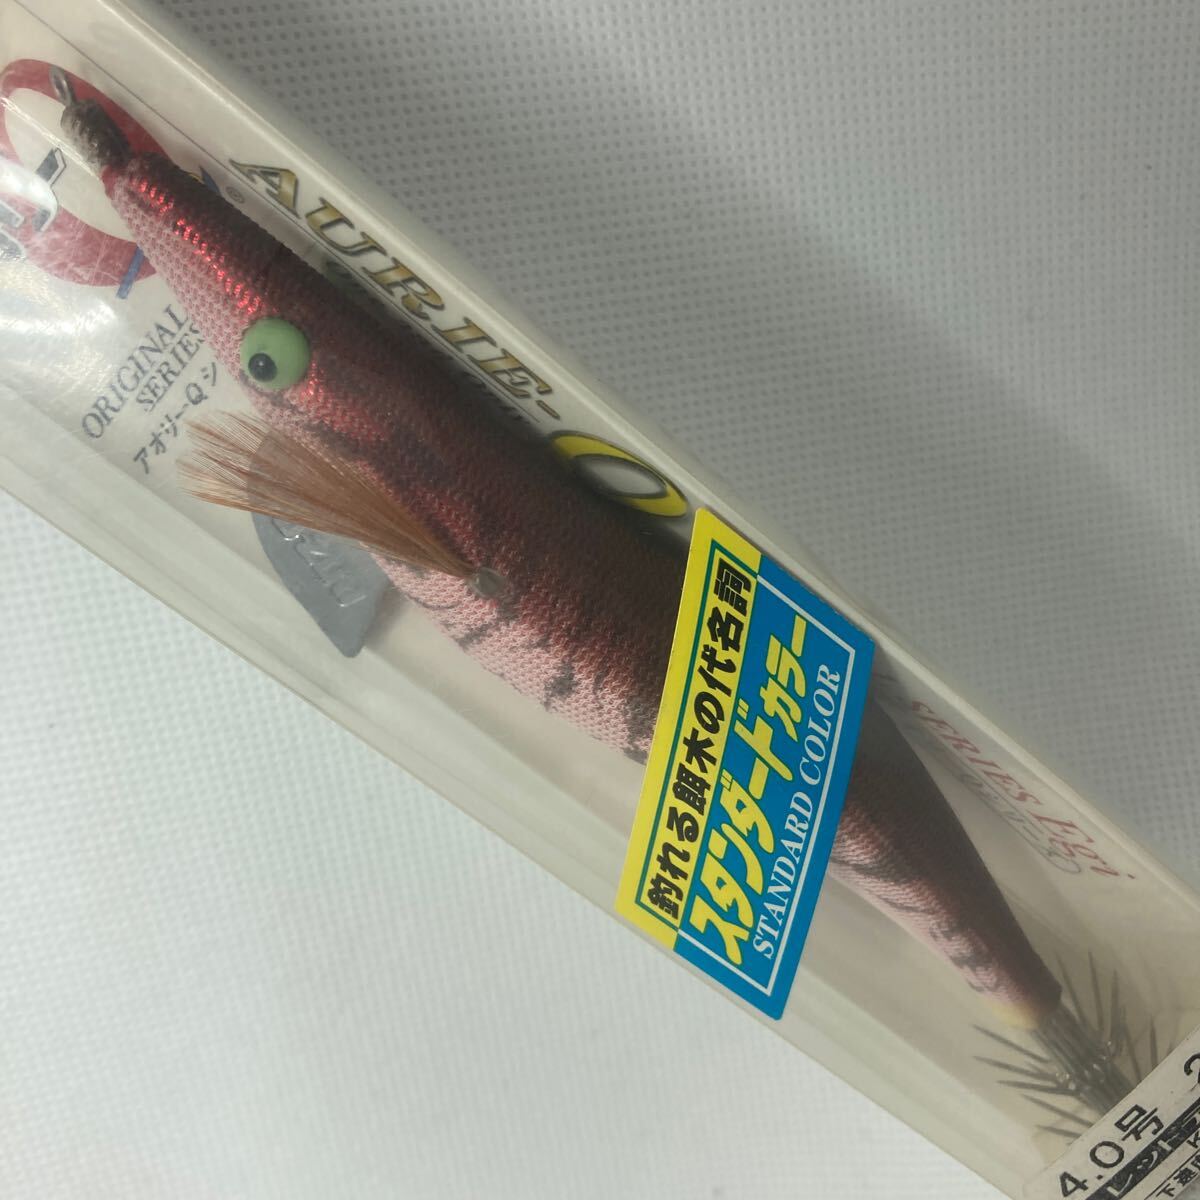 AURIE-Q
®
ORIGINAL
SERIES
アオリーQシ
釣れる餌木の代名詞
スタンダードカラー
STANDARD COLOR
SERIES Egi
4.0号